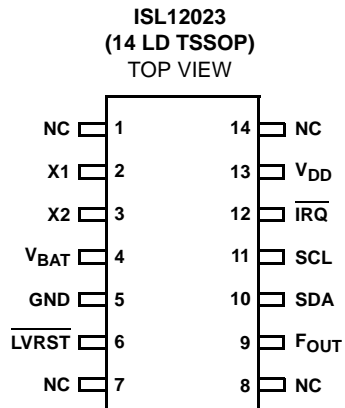 ISL12023
(14 LD TSSOP)
TOP VIEW
NC 1 14 NC
X1 2 13 VDD
X2 3 12 IRQ
VBAT 4 11 SCL
GND 5 10 SDA
LVRST 6 9 FOUT
NC 7 8 NC